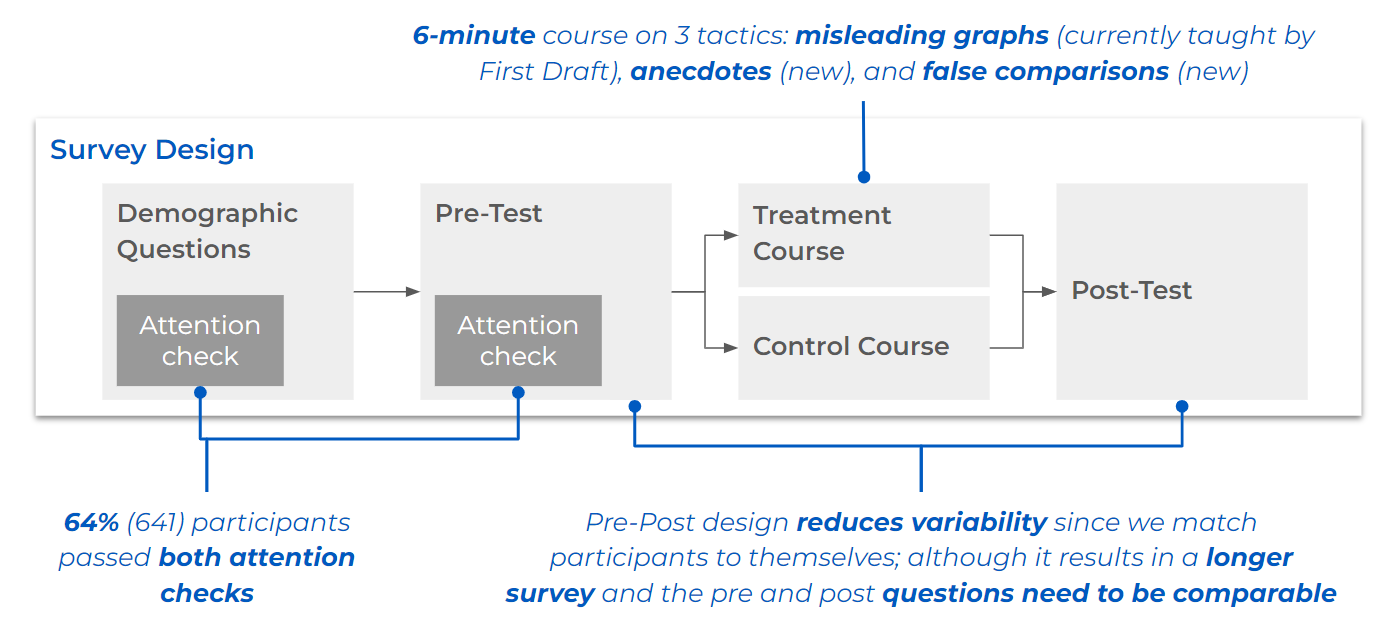 6-minute course on 3 tactics: misleading graphs (currently taught by
First Draft), anecdotes (new), and false comparisons (new)
Survey Design
Demographic
Questions
Attention
check
Pre-Test
Attention
check
Treatment
Course
Control Course
Post-Test
64% (641) participants
passed both attention
checks
Pre-Post design reduces variability since we match
participants to themselves; although it results in a longer
survey and the pre and post questions need to be comparable